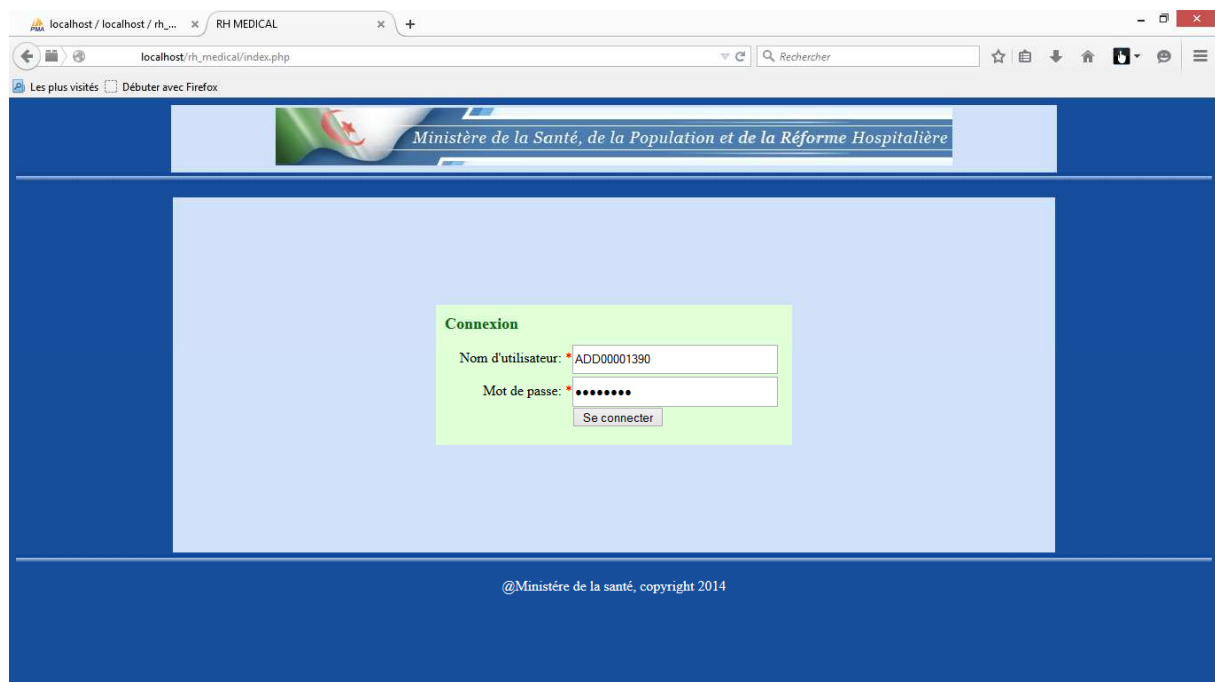 localhost / localhost / rh_... × RH MEDICAL × +
localhost/rh_medical/index.php Rechercher
Les plus visités Débuter avec Firefox
Ministère de la Santé, de la Population et de la Réforme Hospitalière
Connexion
Nom d'utilisateur: * ADD00001390
Mot de passe: * ••••••••
Se connecter
@Ministére de la santé, copyright 2014